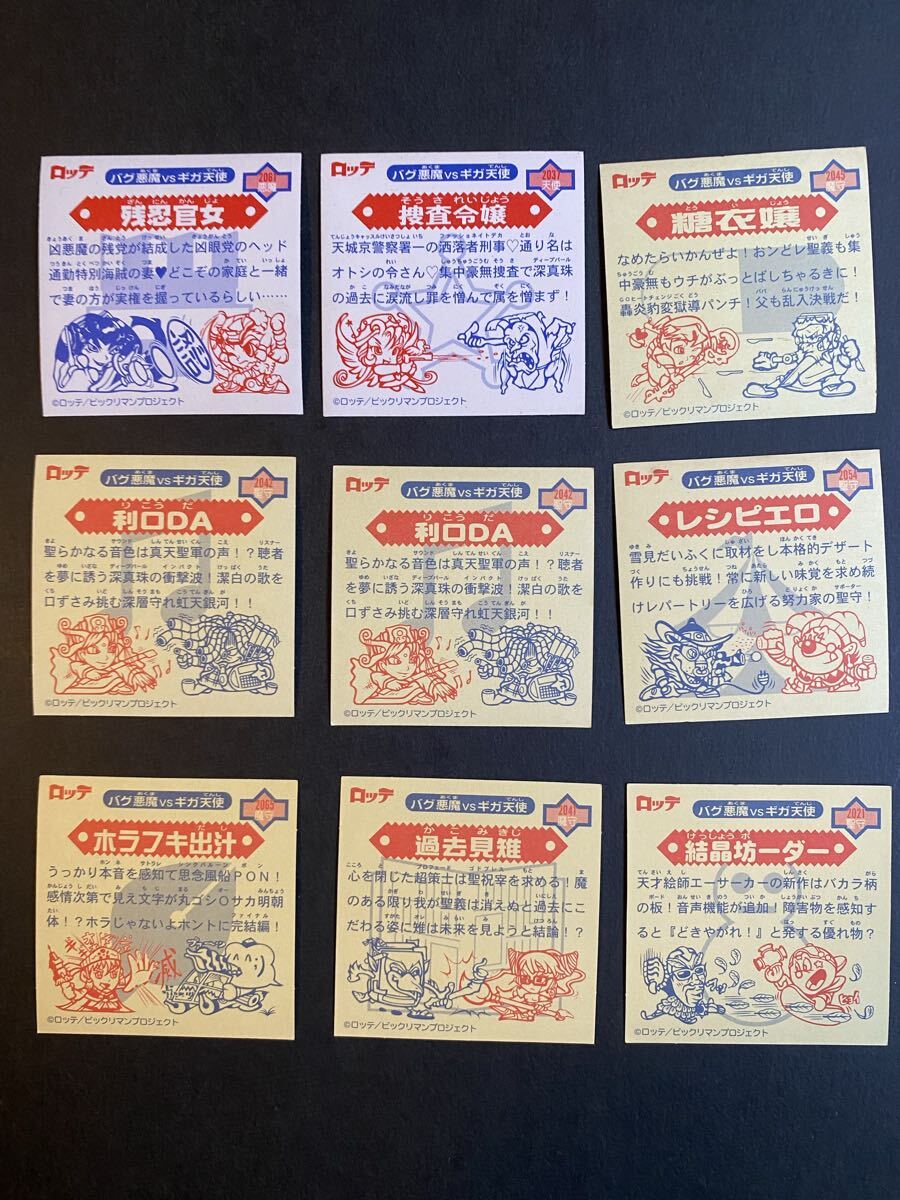 ロッテ
バグ悪魔VSギガ天使
2061
悪魔
残忍官女
凶悪魔の残党が結成した凶眼党のヘッド
通勤特別海賊の妻♥どこぞの家庭と一緒
で妻の方が実権を握っているらしい……
©ロッテ/ビックリマンプロジェクト
ロッテ
バグ悪魔VSギガ天使
2037
天使
捜査令嬢
天城京警察署一の洒落者刑事♡通り名は
オトシの令さん♡集中豪無捜査で深真珠
の過去に涙流し罪を憎んで属を憎まず!
©ロッテ/ビックリマンプロジェクト
ロッテ
バグ悪魔VSギガ天使
2045
糖衣嬢
なめたらいかんぜよ!おンどレ聖義も集
中豪無もウチがぶっとばしちゃるきに!
轟炎豹変獄導パンチ!父も乱入決戦だ!
©ロッテ/ビックリマンプロジェクト
ロッテ
バグ悪魔VSギガ天使
2042
利口DA
聖らかなる音色は真天聖軍の声!?聴者
を夢に誘う深真珠の衝撃波!潔白の歌を
口ずさみ挑む深層守れ虹天銀河!!
©ロッテ/ビックリマンプロジェクト
ロッテ
バグ悪魔VSギガ天使
2042
利口DA
聖らかなる音色は真天聖軍の声!?聴者
を夢に誘う深真珠の衝撃波!潔白の歌を
口ずさみ挑む深層守れ虹天銀河!!
©ロッテ/ビックリマンプロジェクト
ロッテ
バグ悪魔VSギガ天使
2054
レシピエロ
雪見だいふくに取材をし本格的デザート
作りにも挑戦!常に新しい味覚を求め続
けレパートリーを広げる努力家の聖守!
©ロッテ/ビックリマンプロジェクト
ロッテ
バグ悪魔VSギガ天使
2065
ホラフキ出汁
うっかり本音を感知て思念風船PON!
感情次第で見え文字が丸ゴシOサカ明朝
体!?ホラじゃないよホントに完結編!
©ロッテ/ビックリマンプロジェクト
ロッテ
バグ悪魔VSギガ天使
2041
過去見雉
心を閉じた超策士は聖祝宰を求める!魔
のある限り我が聖義は消えぬと過去にこ
だわる姿に雉は未来を見ようと結論!?
©ロッテ/ビックリマンプロジェクト
ロッテ
バグ悪魔VSギガ天使
2021
結晶坊ーダー
天才絵師エーサーカーの新作はバカラ柄
の板!音声機能が追加!障害物を感知す
ると『どきやがれ!』と発する優れ物?
©ロッテ/ビックリマンプロジェクト